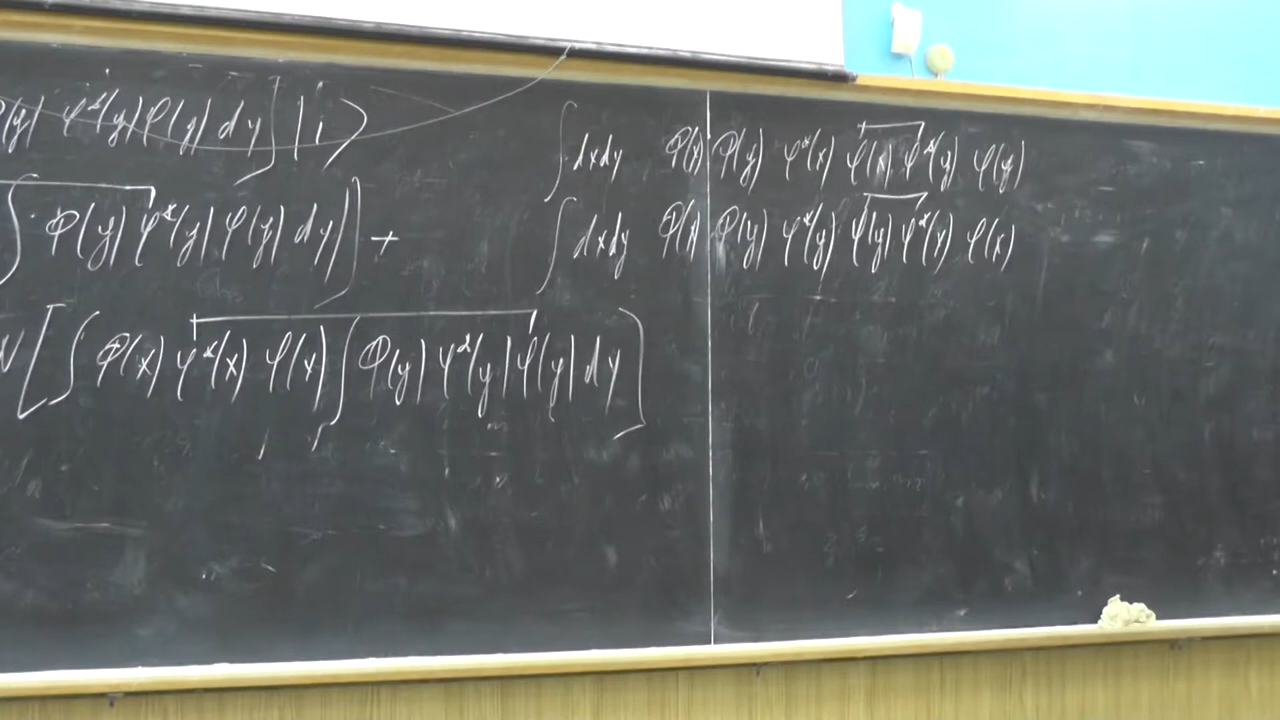 φ(y) φ*(y) φ(y) dy] |i⟩
∫ Φ(y) φ*(y) φ(y) dy] +
N[∫ Φ(x) φ*(x) φ(x) ∫ Φ(y) φ*(y) φ(y) dy]
∫ dxdy Φ(x) Φ(y) φ*(x) φ(x) φ*(y) φ(y)
∫ dxdy Φ(x) Φ(y) φ*(y) φ(y) φ*(x) φ(x)